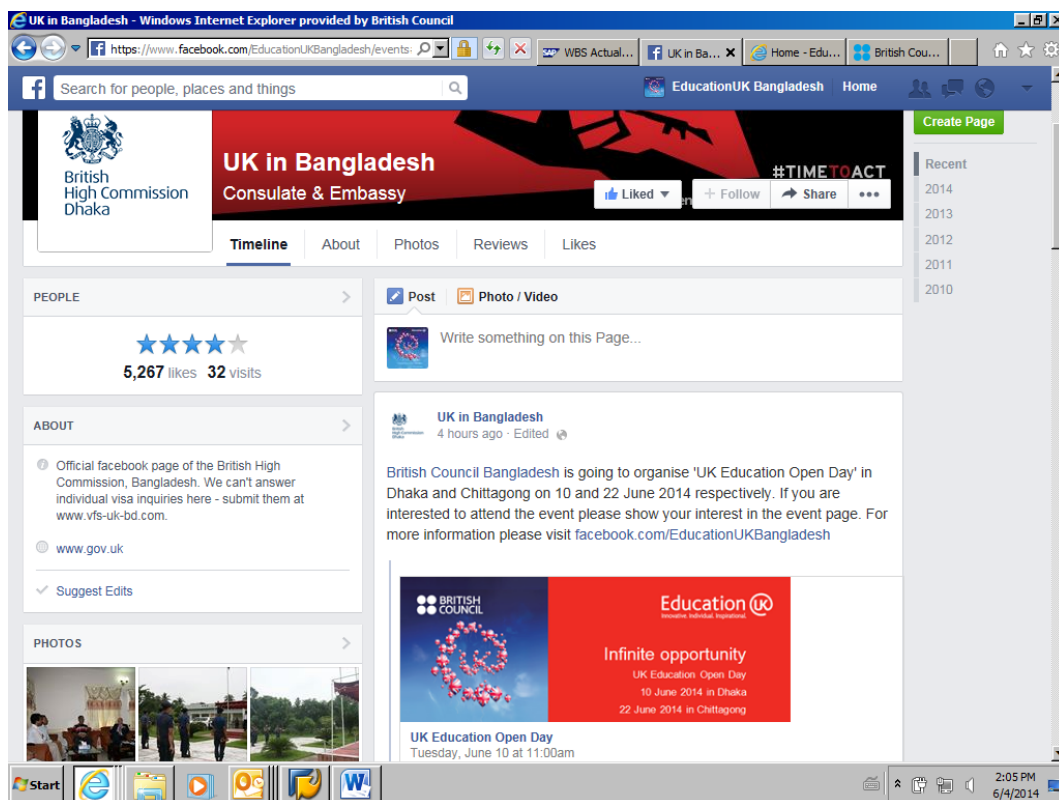 UK in Bangladesh - Windows Internet Explorer provided by British Council
https://www.facebook.com/EducationUKBangladesh/events
WBS Actual...
UK in Ba...
Home - Edu...
British Cou...
Search for people, places and things
EducationUK Bangladesh Home
British
High Commission
Dhaka
UK in Bangladesh
Consulate & Embassy
#TIMETOACT
Liked
+ Follow
Share
Create Page
Recent
2014
2013
2012
2011
2010
Timeline About Photos Reviews Likes
PEOPLE
5,267 likes 32 visits
ABOUT
Official facebook page of the British High
Commission, Bangladesh. We can't answer
individual visa inquiries here - submit them at
www.vfs-uk-bd.com.
www.gov.uk
Suggest Edits
PHOTOS
Post Photo / Video
Write something on this Page...
UK in Bangladesh
4 hours ago · Edited
British Council Bangladesh is going to organise 'UK Education Open Day' in
Dhaka and Chittagong on 10 and 22 June 2014 respectively. If you are
interested to attend the event please show your interest in the event page. For
more information please visit facebook.com/EducationUKBangladesh
BRITISH
COUNCIL
Education UK
Innovative. Individual. Inspirational.
Infinite opportunity
UK Education Open Day
10 June 2014 in Dhaka
22 June 2014 in Chittagong
UK Education Open Day
Tuesday, June 10 at 11:00am
Start
2:05 PM
6/4/2014